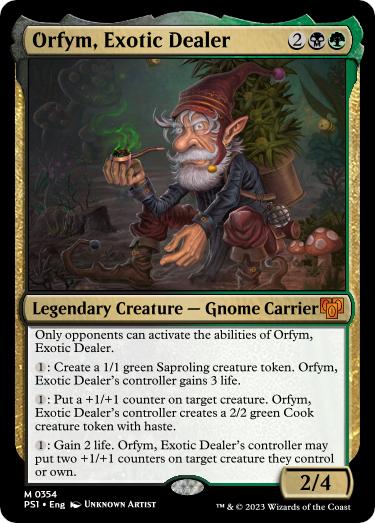 Orfym, Exotic Dealer 2
Legendary Creature — Gnome Carrier
Only opponents can activate the abilities of Orfym,
Exotic Dealer.
1: Create a 1/1 green Saproling creature token. Orfym,
Exotic Dealer's controller gains 3 life.
1: Put a +1/+1 counter on target creature. Orfym,
Exotic Dealer's controller creates a 2/2 green Cook
creature token with haste.
1: Gain 2 life. Orfym, Exotic Dealer's controller may
put two +1/+1 counters on target creature they control
or own.
2/4
M 0354
PS1 • Eng Unknown Artist
™ & © 2023 Wizards of the Coast